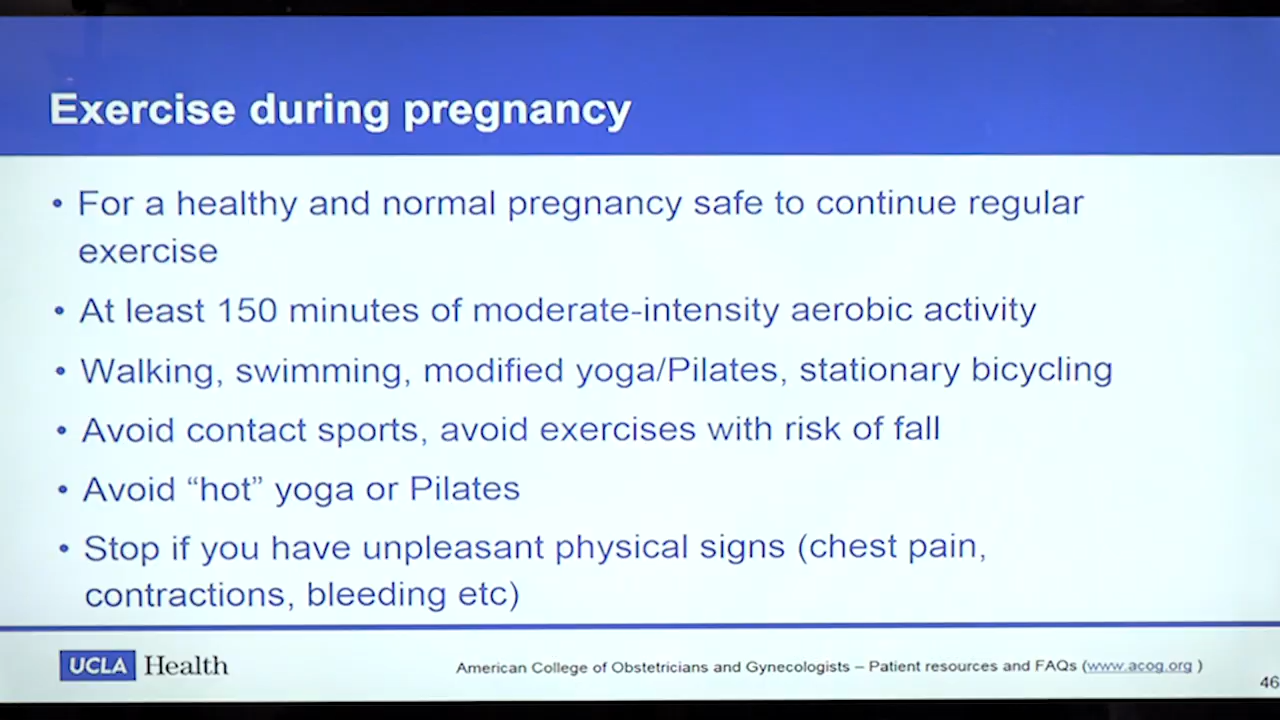 Exercise during pregnancy
• For a healthy and normal pregnancy safe to continue regular
exercise
• At least 150 minutes of moderate-intensity aerobic activity
• Walking, swimming, modified yoga/Pilates, stationary bicycling
• Avoid contact sports, avoid exercises with risk of fall
• Avoid “hot” yoga or Pilates
• Stop if you have unpleasant physical signs (chest pain,
contractions, bleeding etc)
UCLA Health
American College of Obstetricians and Gynecologists – Patient resources and FAQs (www.acog.org )
46